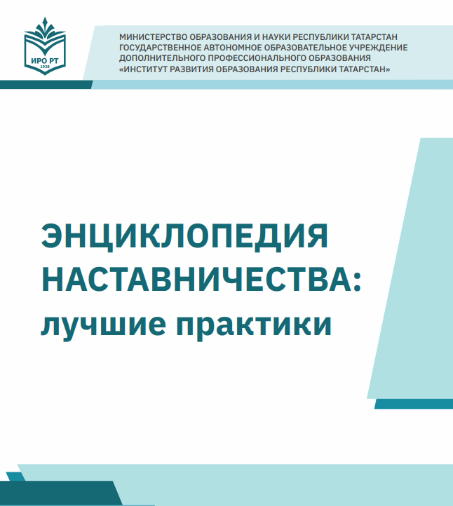 ИРО РТ
1928
МИНИСТЕРСТВО ОБРАЗОВАНИЯ И НАУКИ РЕСПУБЛИКИ ТАТАРСТАН
ГОСУДАРСТВЕННОЕ АВТОНОМНОЕ ОБРАЗОВАТЕЛЬНОЕ УЧРЕЖДЕНИЕ
ДОПОЛНИТЕЛЬНОГО ПРОФЕССИОНАЛЬНОГО ОБРАЗОВАНИЯ
«ИНСТИТУТ РАЗВИТИЯ ОБРАЗОВАНИЯ РЕСПУБЛИКИ ТАТАРСТАН»
ЭНЦИКЛОПЕДИЯ
НАСТАВНИЧЕСТВА:
лучшие практики